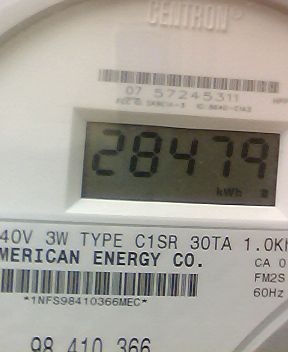 CENTRON®
07 57245311
28479
kWh
40V 3W TYPE C1SR 30TA 1.0Kh
MERICAN ENERGY CO.
CA 0
FM2S
60Hz
*1NFS98410366MEC*
98 410 366